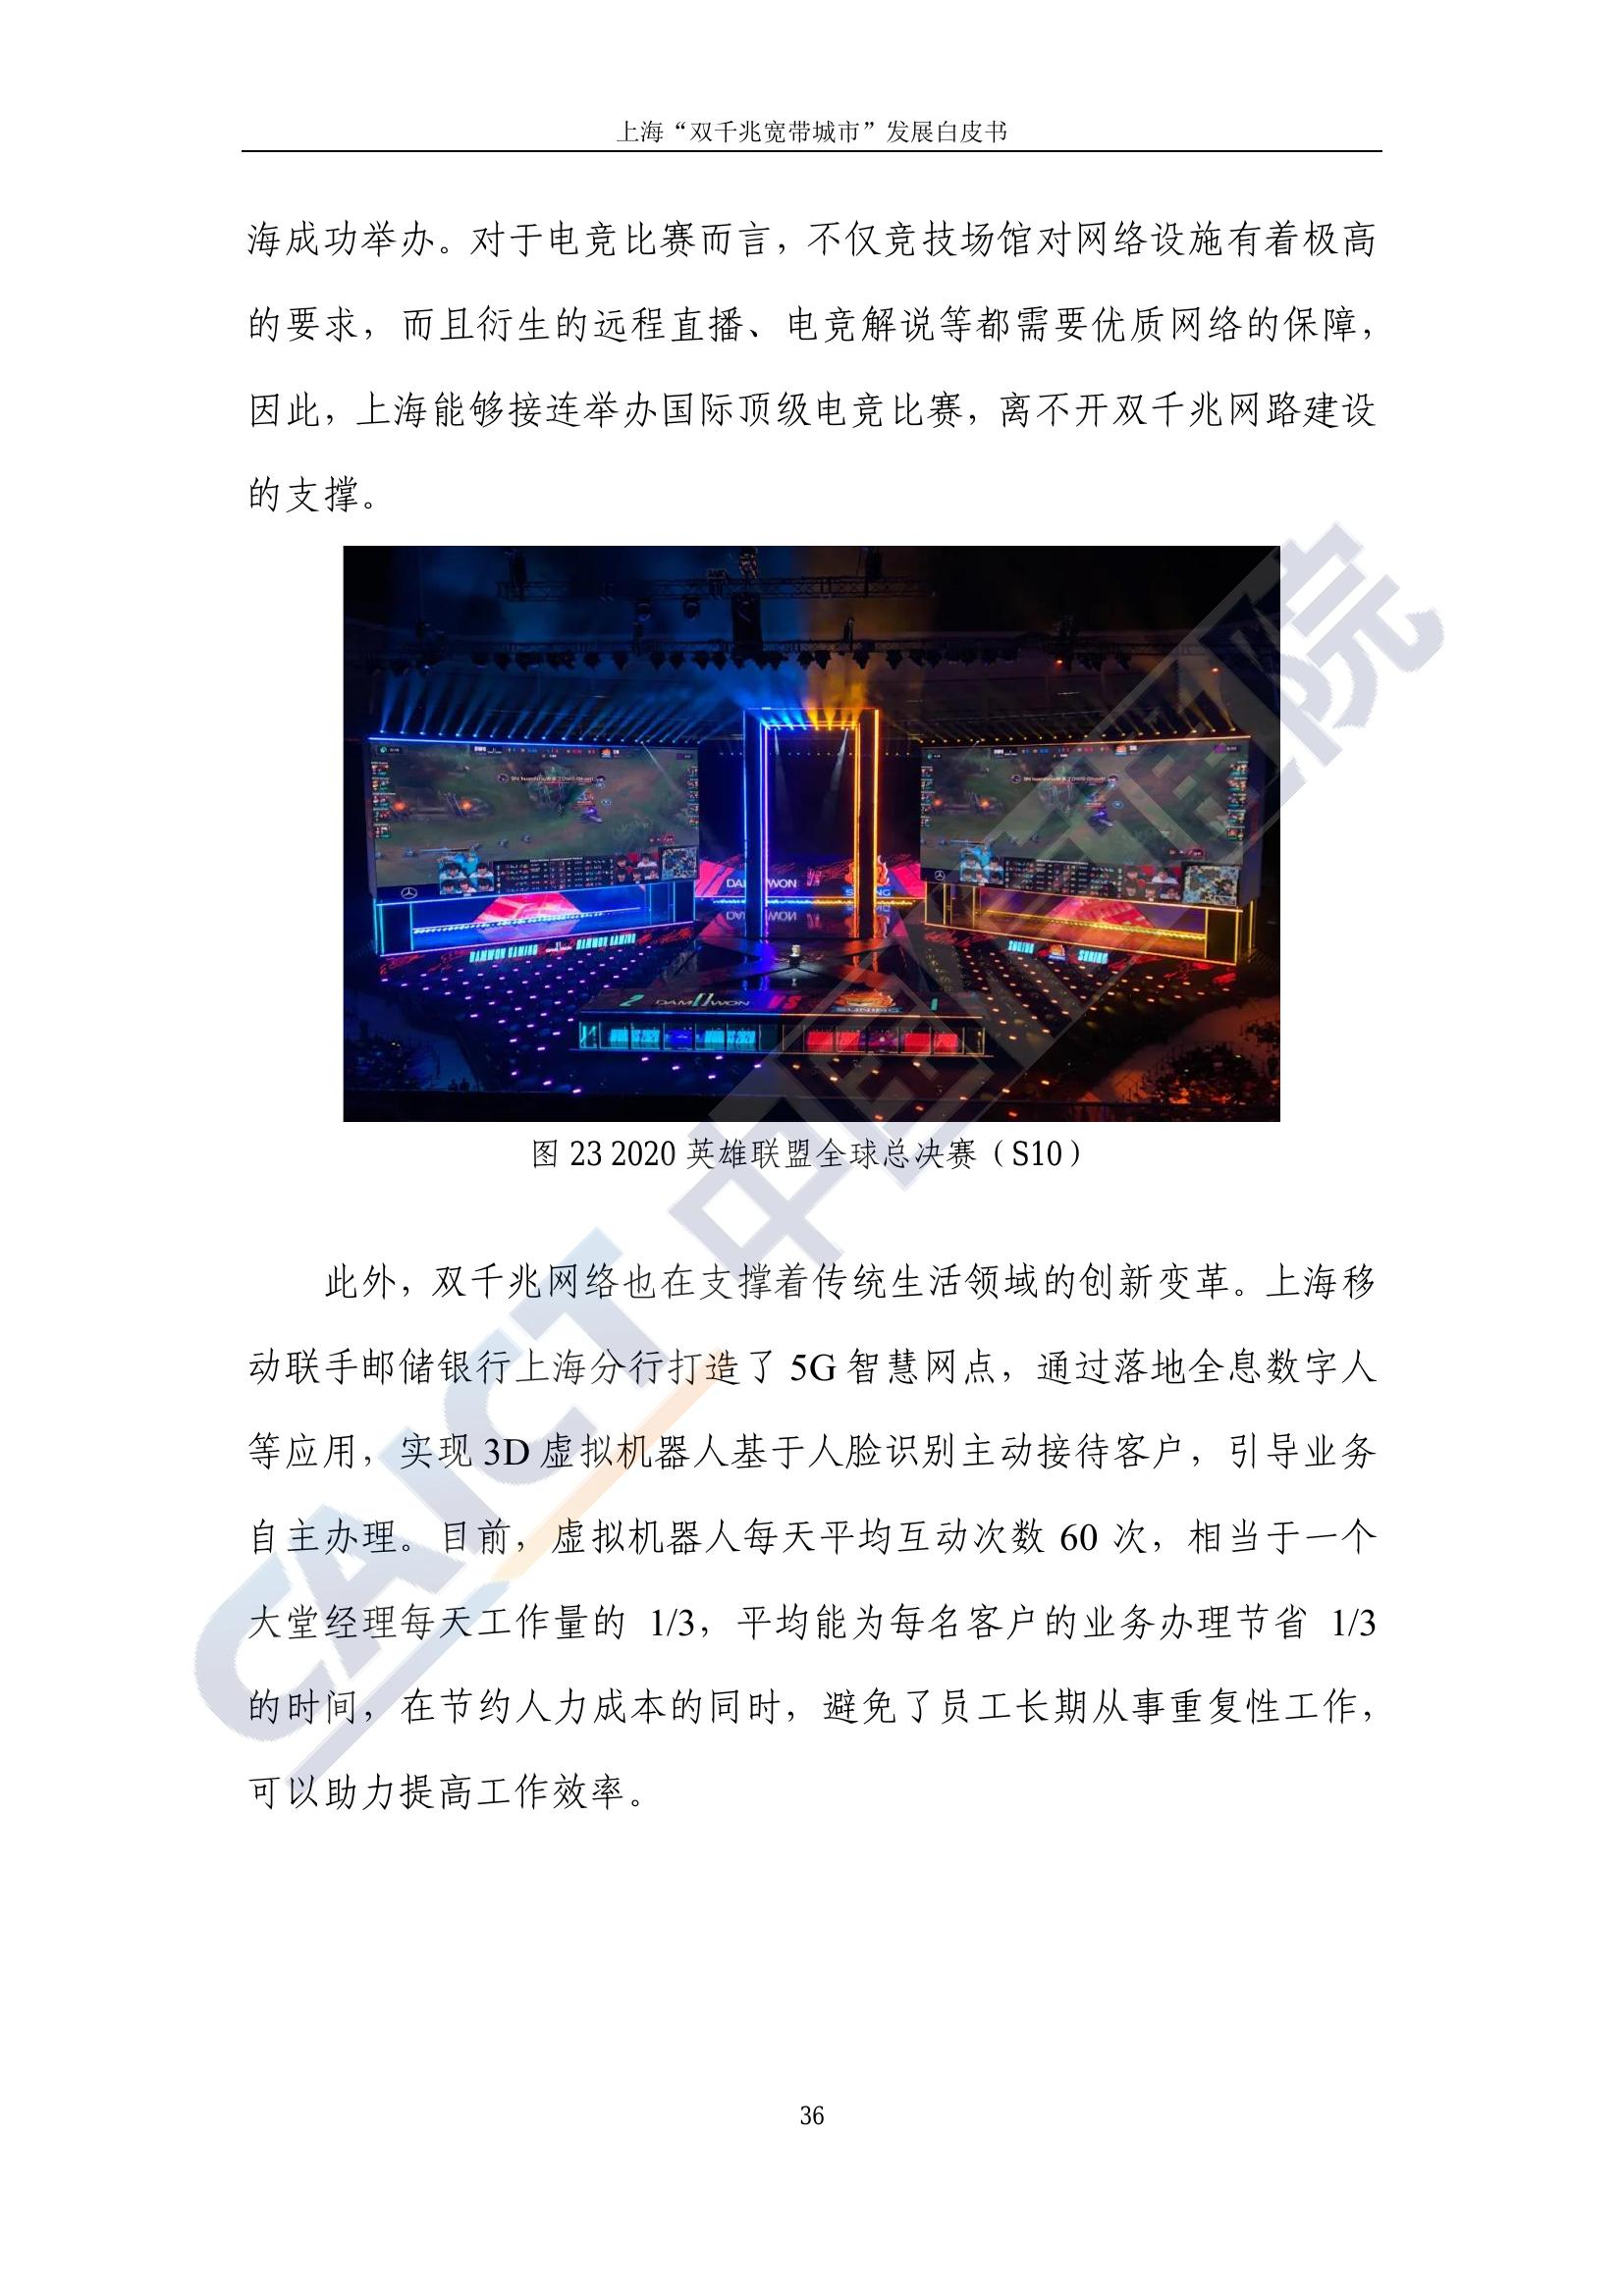 上海“双千兆宽带城市”发展白皮书
海成功举办。对于电竞比赛而言，不仅竞技场馆对网络设施有着极高
的要求，而且衍生的远程直播、电竞解说等都需要优质网络的保障，
因此，上海能够接连举办国际顶级电竞比赛，离不开双千兆网路建设
的支撑。
DAMWON GAMING
DAMWON GAMING
SUNING
SUNING
2 DAMWON VS SUNING 1
图 23 2020 英雄联盟全球总决赛（S10）
此外，双千兆网络也在支撑着传统生活领域的创新变革。上海移
动联手邮储银行上海分行打造了 5G 智慧网点，通过落地全息数字人
等应用，实现 3D 虚拟机器人基于人脸识别主动接待客户，引导业务
自主办理。目前，虚拟机器人每天平均互动次数 60 次，相当于一个
大堂经理每天工作量的 1/3，平均能为每名客户的业务办理节省 1/3
的时间，在节约人力成本的同时，避免了员工长期从事重复性工作，
可以助力提高工作效率。
CAICT 中国信通院
36